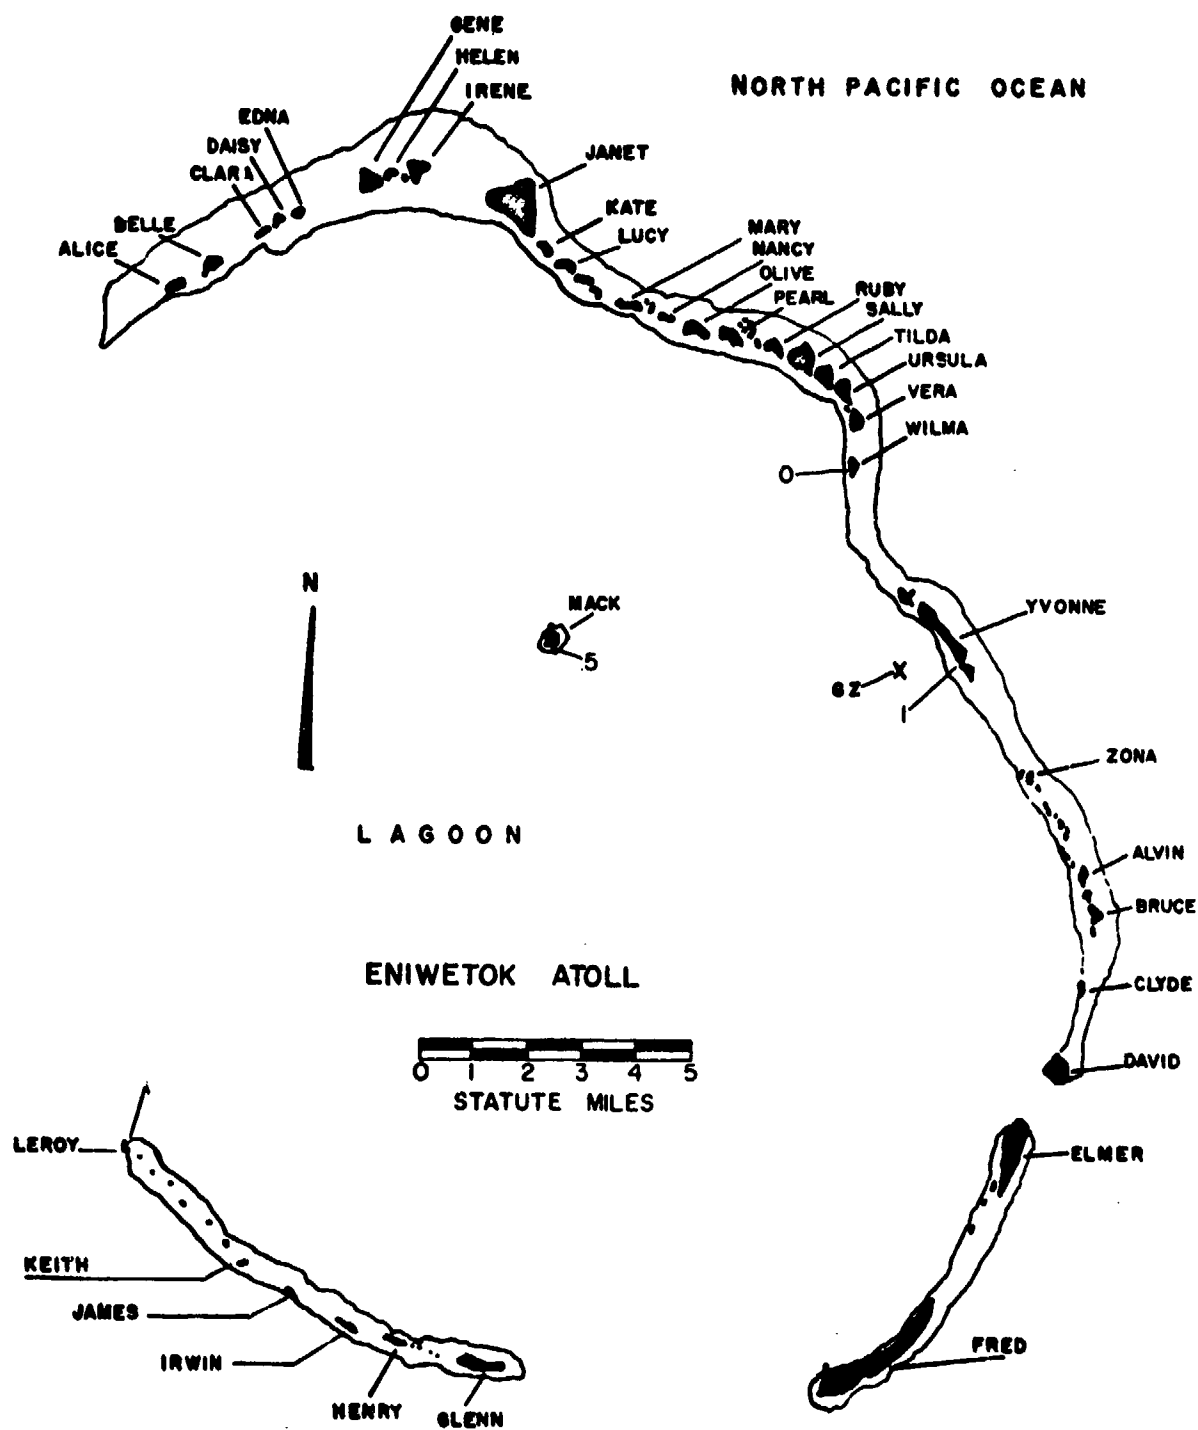 GENE
HELEN
IRENE
NORTH PACIFIC OCEAN
EDNA
DAISY
CLARA
BELLE
ALICE
JANET
KATE
LUCY
MARY
NANCY
OLIVE
PEARL
RUBY
SALLY
TILDA
URSULA
VERA
WILMA
O
N
MACK
5
YVONNE
GZ X
X
1
ZONA
LAGOON
ALVIN
BRUCE
ENIWETOK ATOLL
CLYDE
0 1 2 3 4 5
STATUTE MILES
DAVID
LEROY
ELMER
KEITH
JAMES
IRWIN
HENRY
GLENN
FRED